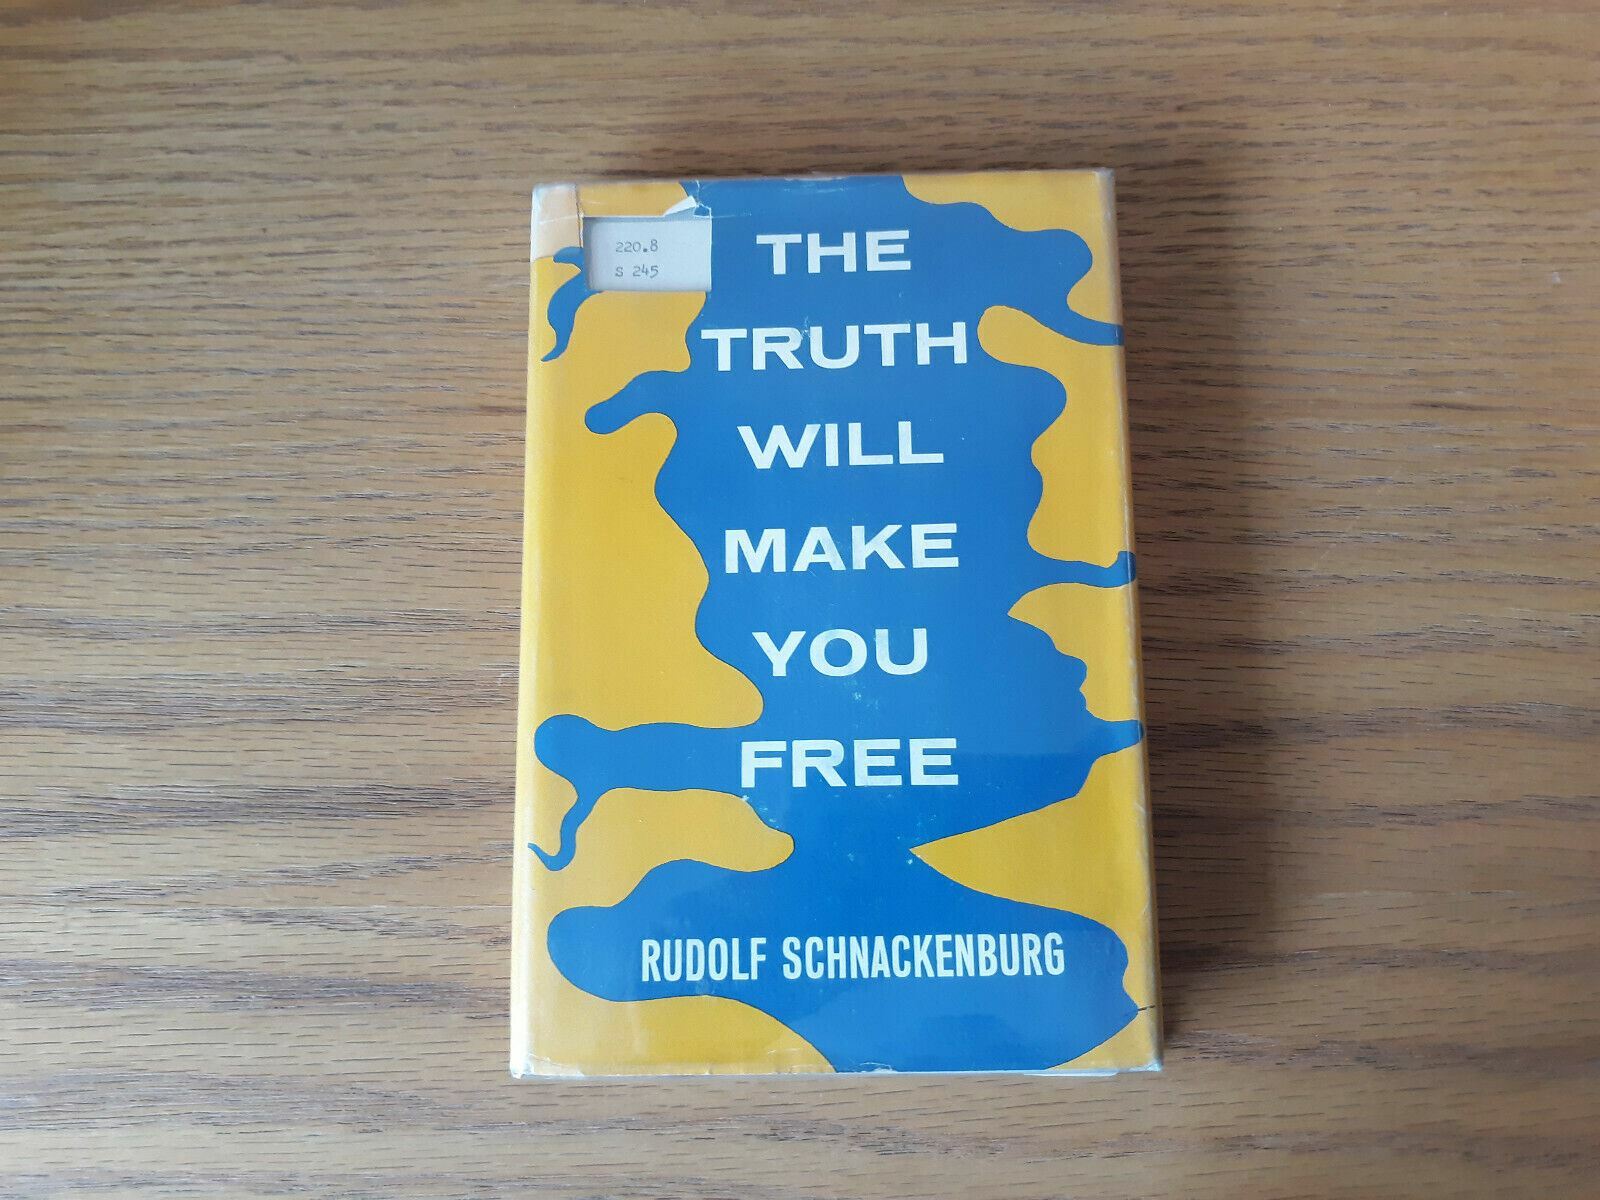 220.8
S 245
THE
TRUTH
WILL
MAKE
YOU
FREE
RUDOLF SCHNACKENBURG